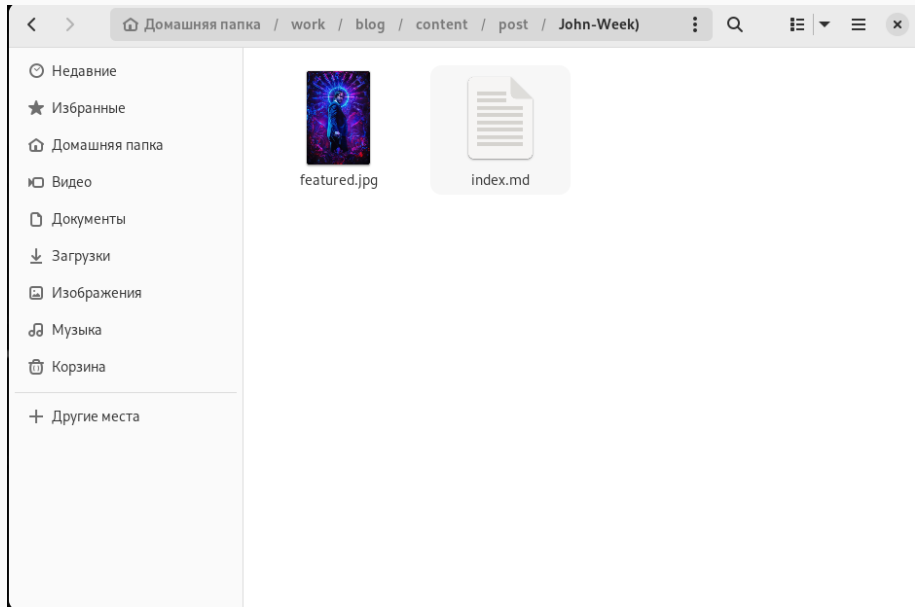 Домашняя папка / work / blog / content / post / John-Week)
Недавние
Избранные
Домашняя папка
Видео
Документы
Загрузки
Изображения
Музыка
Корзина
Другие места
featured.jpg
index.md